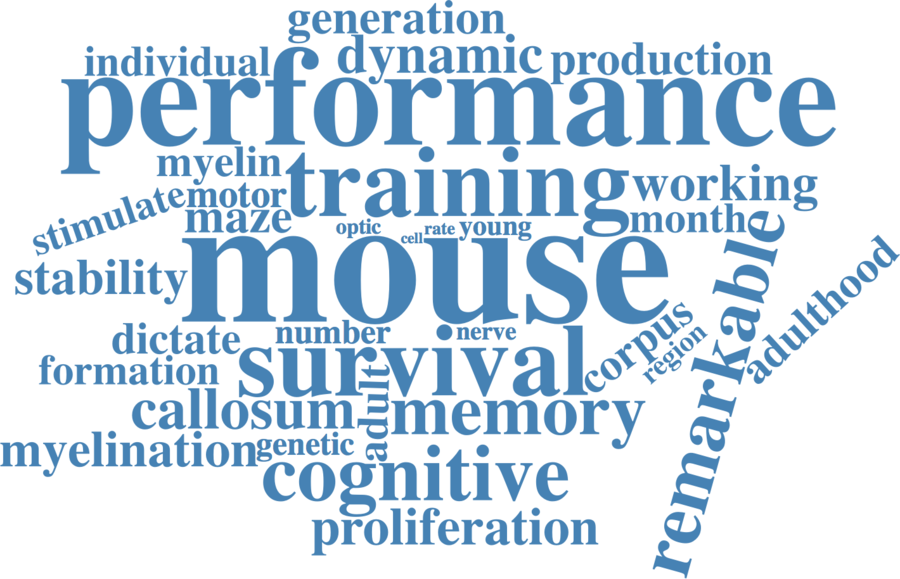 generation
individual
dynamic
production
performance
myelin
training
working
stimulate
motor
maze
month
optic
cell
rate
young
mouse
remarkable
adulthood
stability
dictate
number
nerve
corpus
region
formation
survival
adult
callosum
memory
myelination
genetic
cognitive
proliferation